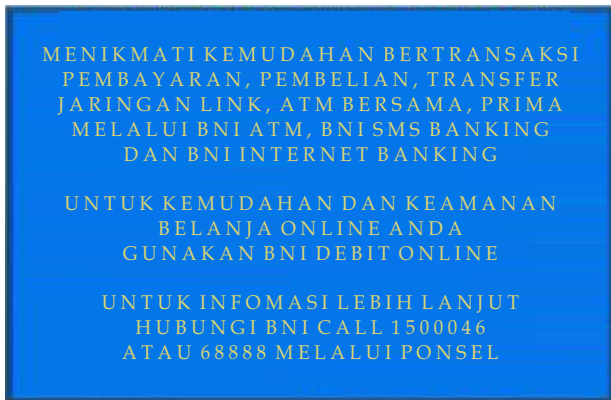 MENIKMATI KEMUDAHAN BERTRANSAKSI
PEMBAYARAN, PEMBELIAN, TRANSFER
JARINGAN LINK, ATM BERSAMA, PRIMA
MELALUI BNI ATM, BNI SMS BANKING
DAN BNI INTERNET BANKING
UNTUK KEMUDAHAN DAN KEAMANAN
BELANJA ONLINE ANDA
GUNAKAN BNI DEBIT ONLINE
UNTUK INFOMASI LEBIH LANJUT
HUBUNGI BNI CALL 1500046
ATAU 68888 MELALUI PONSEL